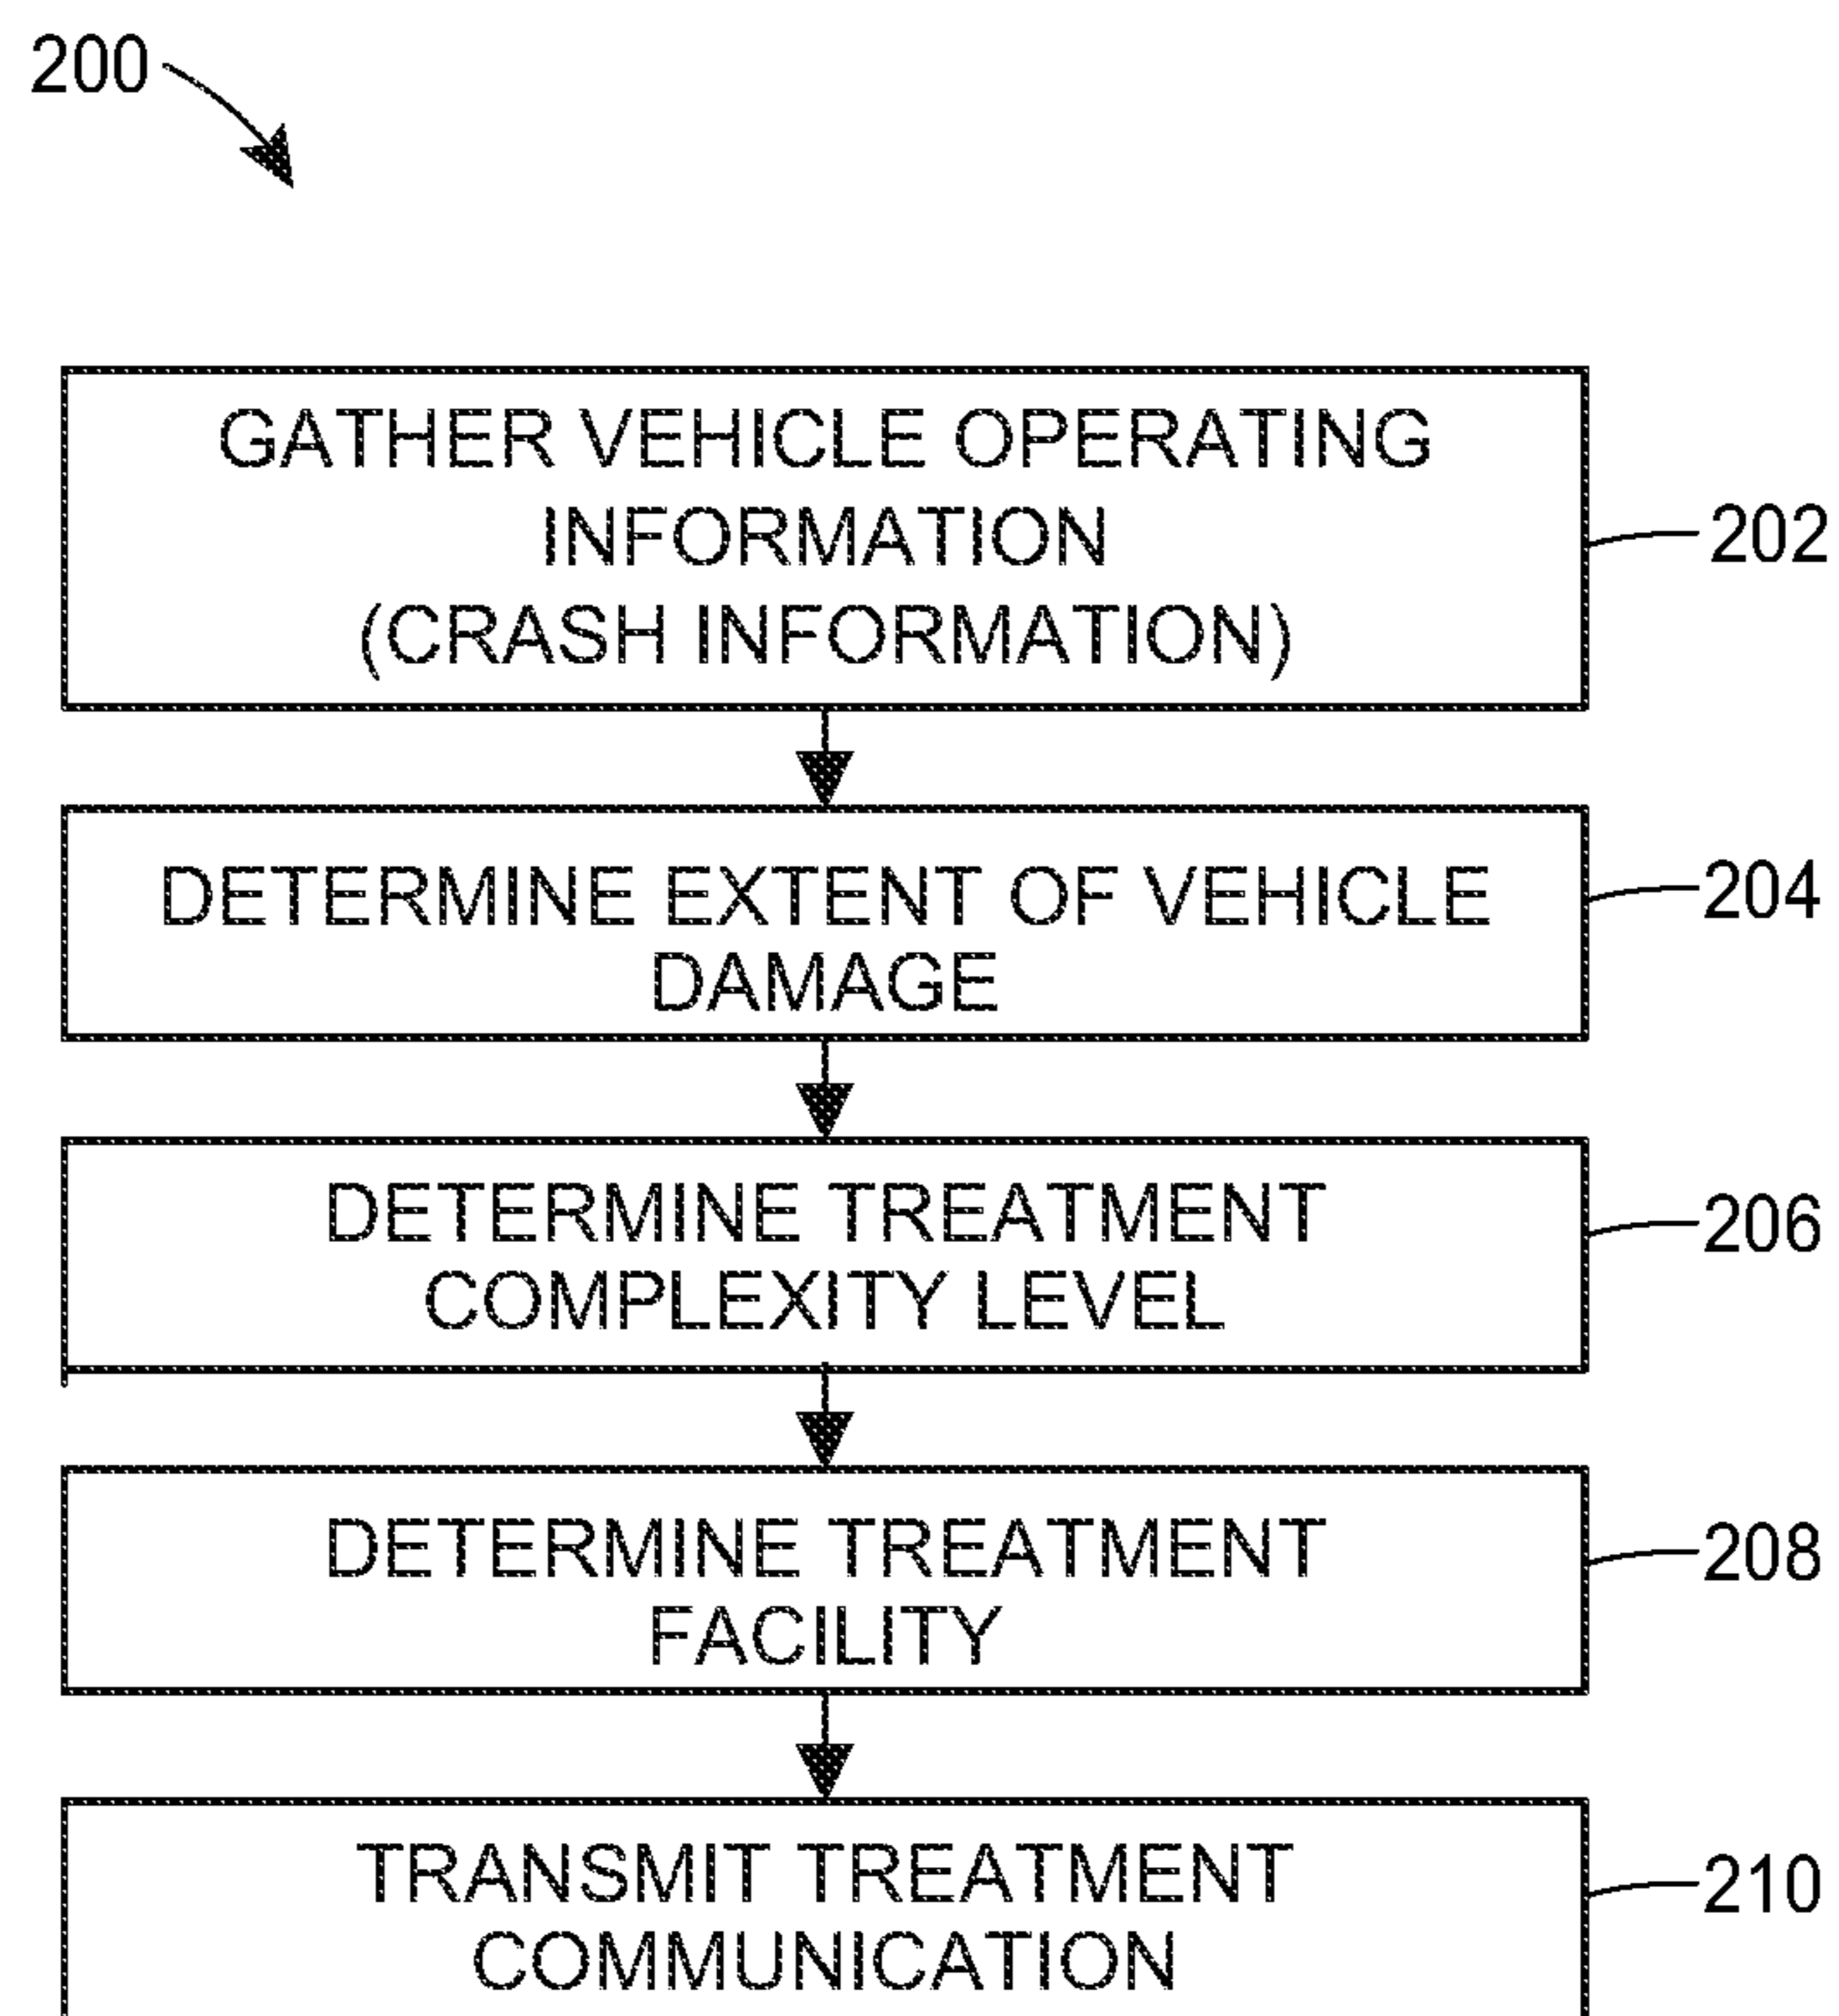 200
GATHER VEHICLE OPERATING
INFORMATION
(CRASH INFORMATION)
202
DETERMINE EXTENT OF VEHICLE
DAMAGE
204
DETERMINE TREATMENT
COMPLEXITY LEVEL
206
DETERMINE TREATMENT
FACILITY
208
TRANSMIT TREATMENT
COMMUNICATION
210